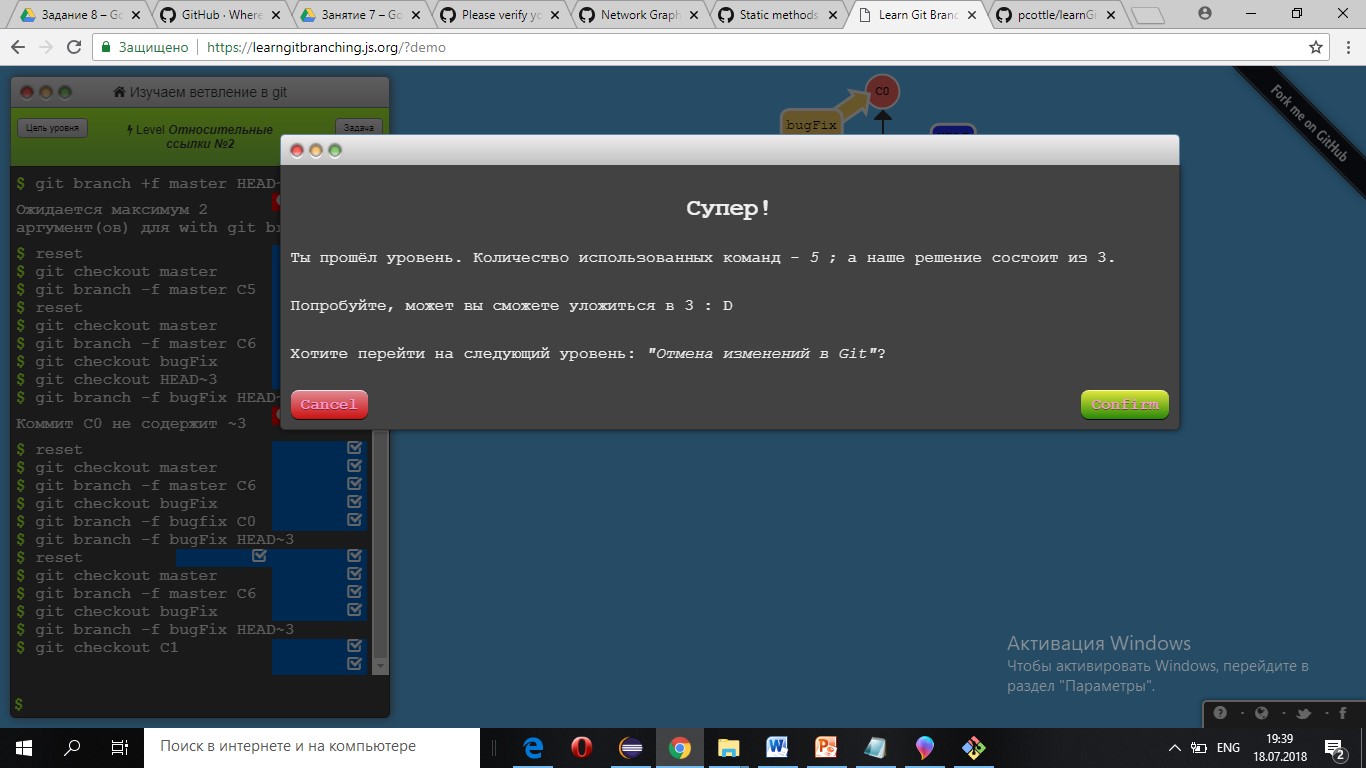 Задание 8 – Go
GitHub · Where
Занятие 7 – Go
Please verify yo
Network Graph
Static methods
Learn Git Branc
pcottle/learnGi
Защищено
https://learngitbranching.js.org/?demo
Изучаем ветвление в git
Цель уровня
Level Относительные
ссылки №2
Задача
$ git branch +f master HEAD~
Ожидается максимум 2
аргумент(ов) для with git br
$ reset
$ git checkout master
$ git branch -f master C5
$ reset
$ git checkout master
$ git branch -f master C6
$ git checkout bugFix
$ git checkout HEAD~3
$ git branch -f bugFix HEAD~
Коммит C0 не содержит ~3
$ reset
$ git checkout master
$ git branch -f master C6
$ git checkout bugFix
$ git branch -f bugfix C0
$ git branch -f bugFix HEAD~3
$ reset
$ git checkout master
$ git branch -f master C6
$ git checkout bugFix
$ git branch -f bugFix HEAD~3
$ git checkout C1
$
C0
bugFix
Fork me on GitHub
Супер!
Ты прошёл уровень. Количество использованных команд - 5 ; а наше решение состоит из 3.
Попробуйте, может вы сможете уложиться в 3 : D
Хотите перейти на следующий уровень: "Отмена изменений в Git"?
Cancel
Confirm
Активация Windows
Чтобы активировать Windows, перейдите в
раздел "Параметры".
Поиск в интернете и на компьютере
ENG
19:39
18.07.2018
2